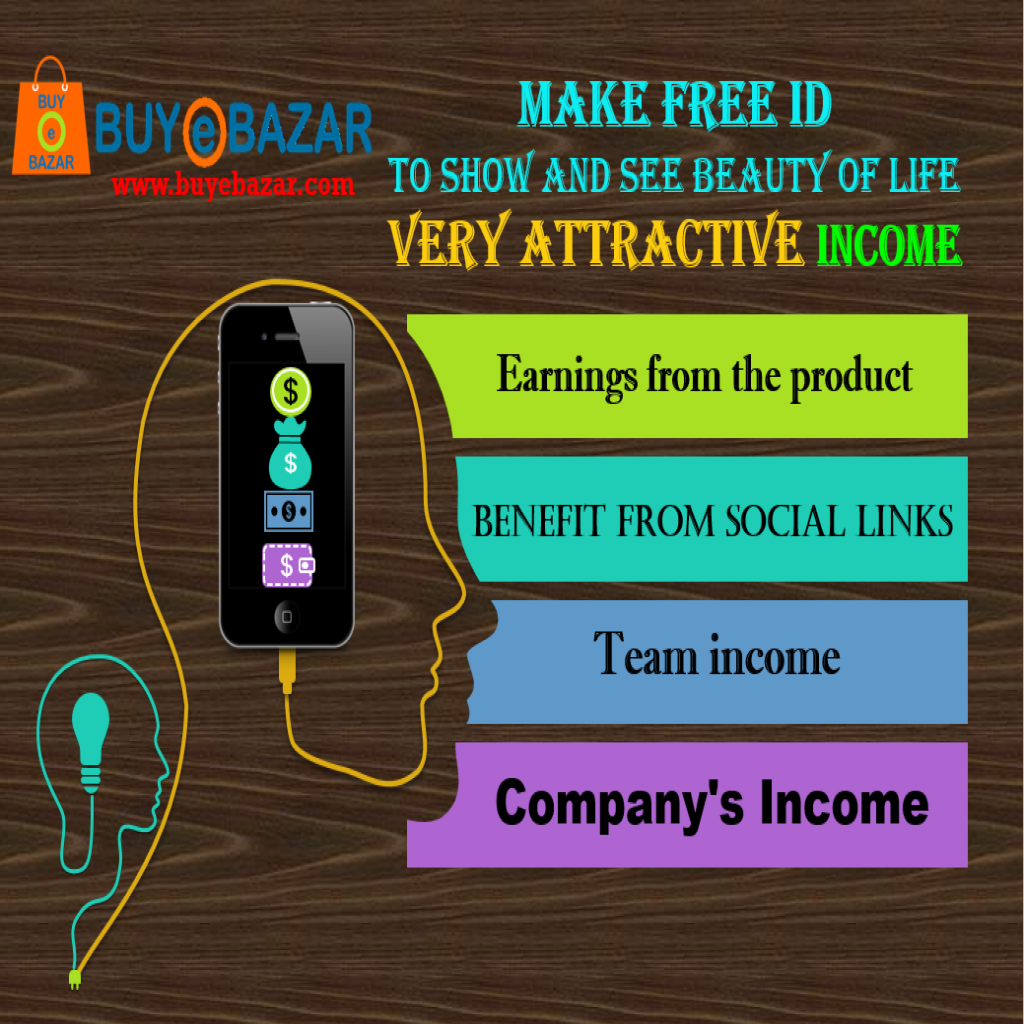 BUY
e
BAZAR
BUYeBAZAR
www.buyebazar.com
MAKE FREE ID
TO SHOW AND SEE BEAUTY OF LIFE
VERY ATTRACTIVE INCOME
$
$
$
$
Earnings from the product
BENEFIT FROM SOCIAL LINKS
Team income
Company's Income